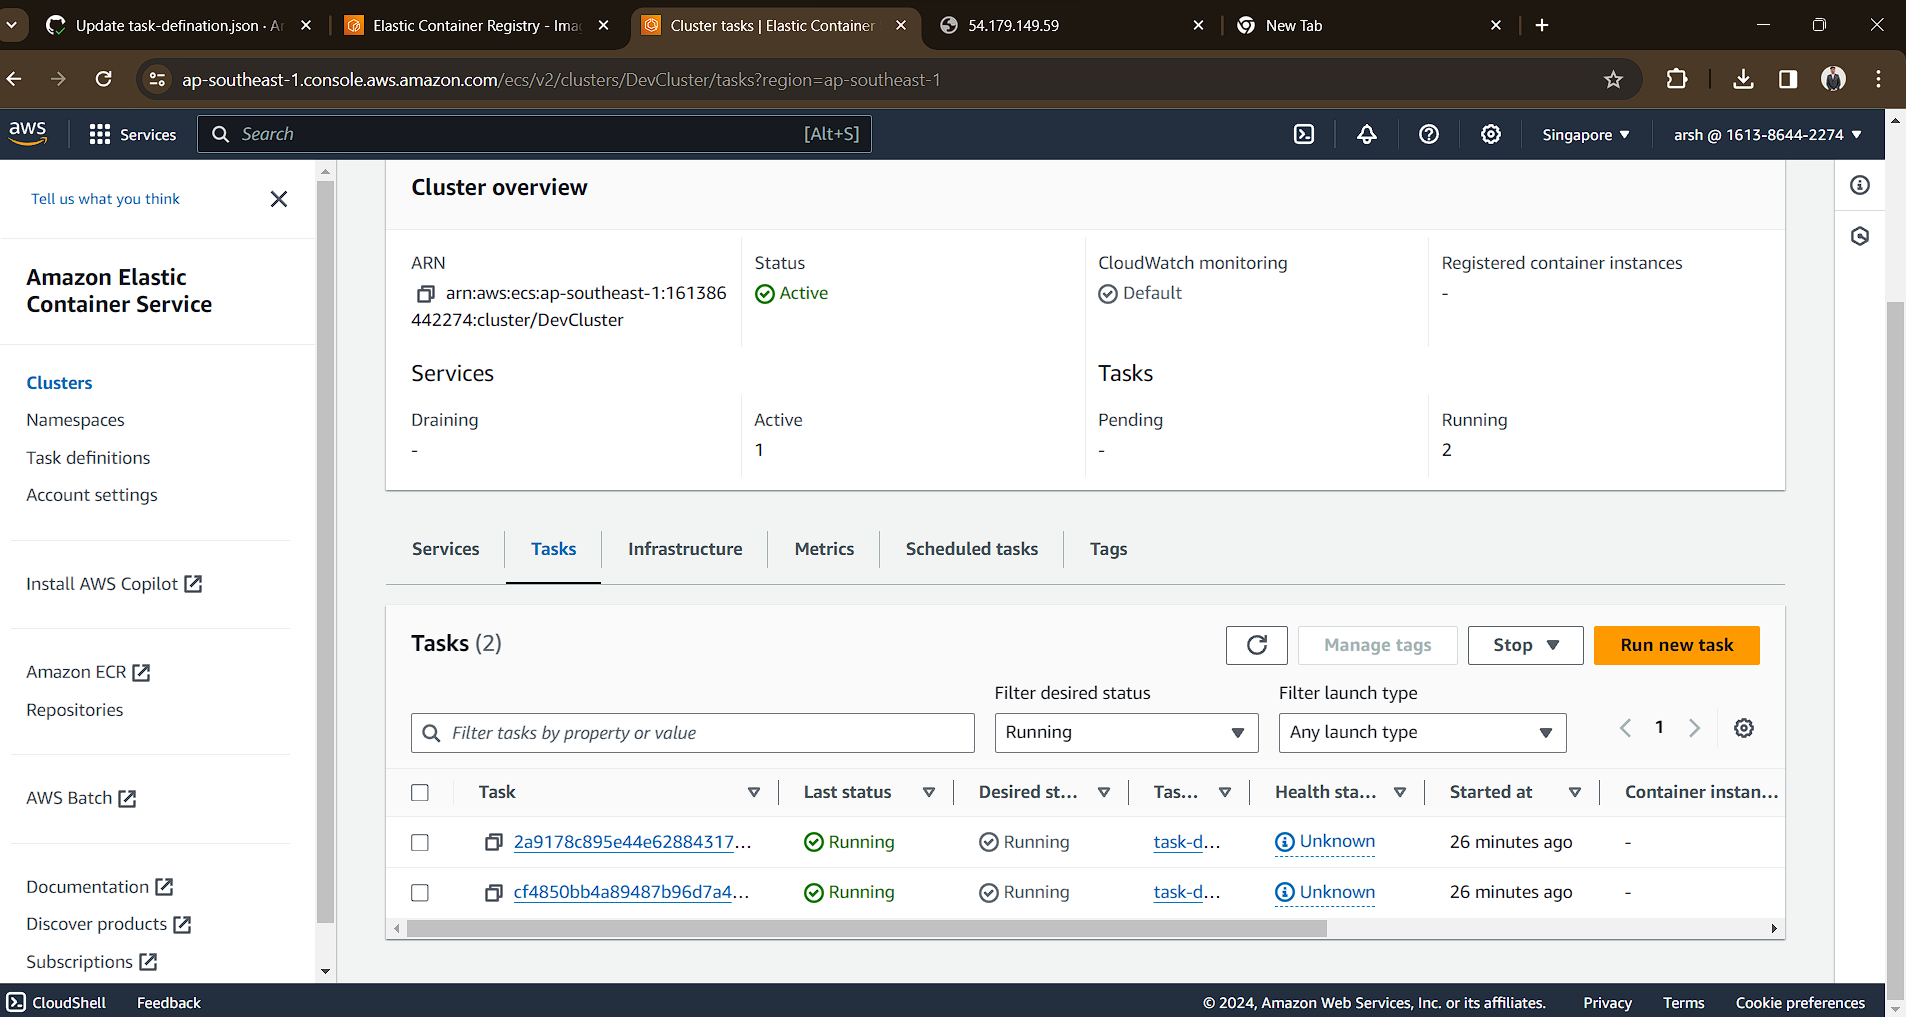 Update task-defination.json · Ar
Elastic Container Registry - Ima
Cluster tasks | Elastic Container
54.179.149.59
New Tab
ap-southeast-1.console.aws.amazon.com/ecs/v2/clusters/DevCluster/tasks?region=ap-southeast-1
aws
Services
Search
[Alt+S]
Singapore
arsh @ 1613-8644-2274
Tell us what you think
Amazon Elastic
Container Service
Clusters
Namespaces
Task definitions
Account settings
Install AWS Copilot
Amazon ECR
Repositories
AWS Batch
Documentation
Discover products
Subscriptions
Cluster overview
ARN
arn:aws:ecs:ap-southeast-1:161386
442274:cluster/DevCluster
Status
Active
CloudWatch monitoring
Default
Registered container instances
-
Services
Tasks
Draining
-
Active
1
Pending
-
Running
2
Services
Tasks
Infrastructure
Metrics
Scheduled tasks
Tags
Tasks (2)
Manage tags
Stop
Run new task
Filter tasks by property or value
Filter desired status
Running
Filter launch type
Any launch type
1
Task
Last status
Desired st...
Tas...
Health sta...
Started at
Container instan...
2a9178c895e44e62884317... Running Running task-d... Unknown 26 minutes ago -
cf4850bb4a89487b96d7a4... Running Running task-d... Unknown 26 minutes ago -
CloudShell
Feedback
© 2024, Amazon Web Services, Inc. or its affiliates.
Privacy
Terms
Cookie preferences